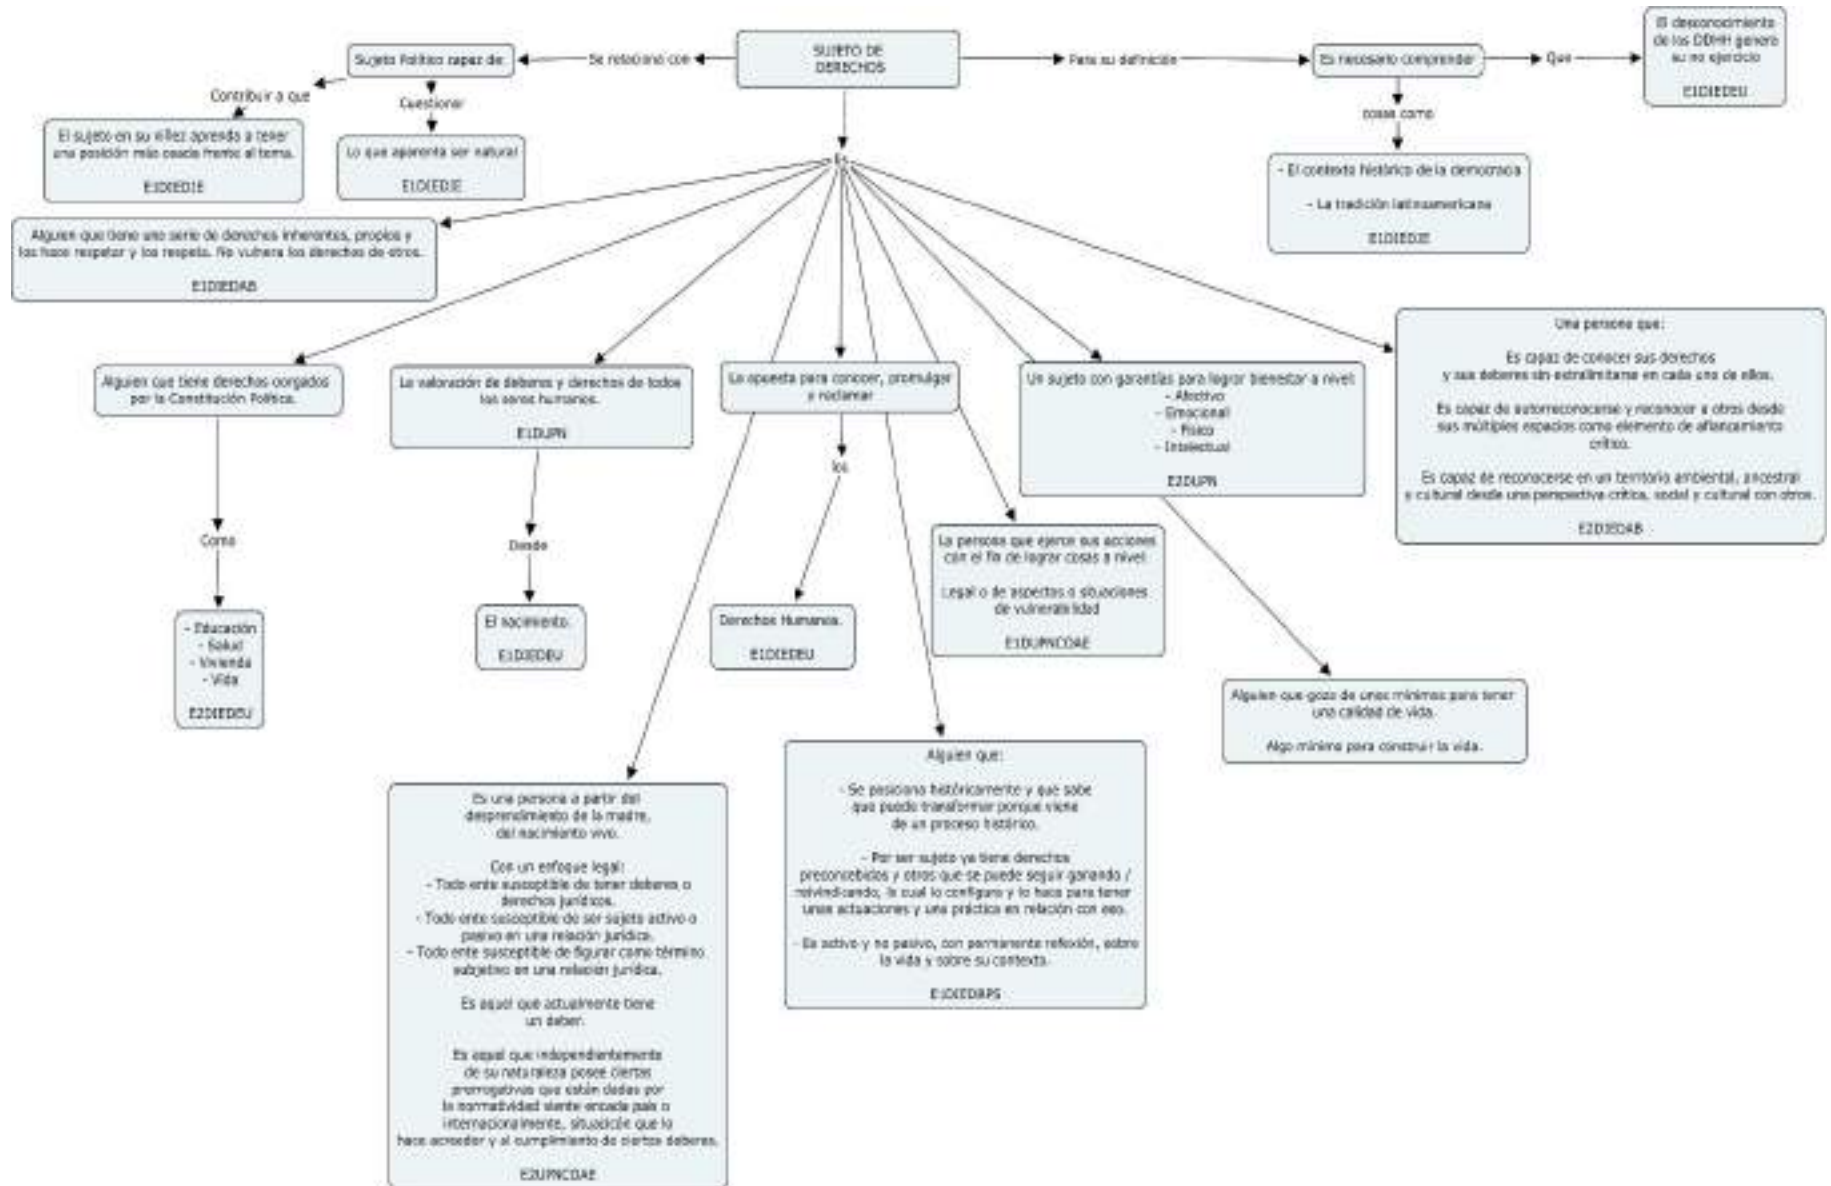 SUJETO DE
DERECHOS
Se relaciona con
Sujeto Político capaz de:
Contribuir a que
El sujeto en su niñez aprenda a tener
una posición más osada frente al tema.
E1DIEDIE
Cuestionar
Lo que aparenta ser natural
E1DIEDIE
Para su definición
Es necesario comprender
Que
El desconocimiento
de los DDHH genera
su no ejercicio
E1DIEDEU
cosas como
- El contexto histórico de la democracia
- La tradición latinoamericana
E1DIEDIE
Es
Alguien que tiene una serie de derechos inherentes, propios y
los hace respetar y los respeta. No vulnera los derechos de otros.
E1DIEDAB
Alguien que tiene derechos oorgados
por la Constitución Política.
Como
- Educación
- Salud
- Vivienda
- Vida
E2DIEDEU
La valoración de deberes y derechos de todos
los seres humanos.
E1DUPN
Desde
El nacimiento.
E1DIEDEU
La apuesta para conocer, promulgar
y reclamar
los
Derechos Humanos.
E1DIEDEU
Un sujeto con garantías para lograr bienestar a nivel:
- Afectivo
- Emocional
- Físico
- Intelectual
E2DUPN
Una persona que:
Es capaz de conocer sus derechos
y sus deberes sin extralimitarse en cada uno de ellos.
Es capaz de autorreconocerse y reconocer a otros desde
sus múltiples espacios como elemento de afianzamiento
crítico.
Es capaz de reconocerse en un territorio ambiental, ancestral
y cultural desde una perspectiva crítica, social y cultural con otros.
E2DIEDAB
La persona que ejerce sus acciones
con el fin de lograr cosas a nivel:
Legal o de aspectos o situaciones
de vulnerabilidad
E1DUPNCOAE
Alguien que goza de unos mínimos para tener
una calidad de vida.
Algo mínimo para construir la vida.
Es una persona a partir del
desprendimiento de la madre,
del nacimiento vivo.
Con un enfoque legal:
- Todo ente susceptible de tener deberes o
derechos jurídicos.
- Todo ente susceptible de ser sujeto activo o
pasivo en una relación jurídica.
- Todo ente susceptible de figurar como término
subjetivo en una relación jurídica.
Es aquel que actualmente tiene
un deber.
Es aquel que independientemente
de su naturaleza posee ciertas
prerrogativas que están dadas por
la normatividad encada país o
internacionalmente, que lo
hace acreedor y al cumplimiento de ciertos deberes.
E2UPNCOAE
Alguien que:
- Se posiciona históricamente y que sabe
que puede transformar porque viene
de un proceso histórico.
- Por ser sujeto ya tiene derechos
preconcebidos y otros que se puede seguir ganando /
reivindicando, lo cual lo configura y lo hace para tener
unas actuaciones y una práctica en relación con eso.
- Es activo y no pasivo, con permanente reflexión, sobre
la vida y sobre su contexto.
E1DIEDRPS